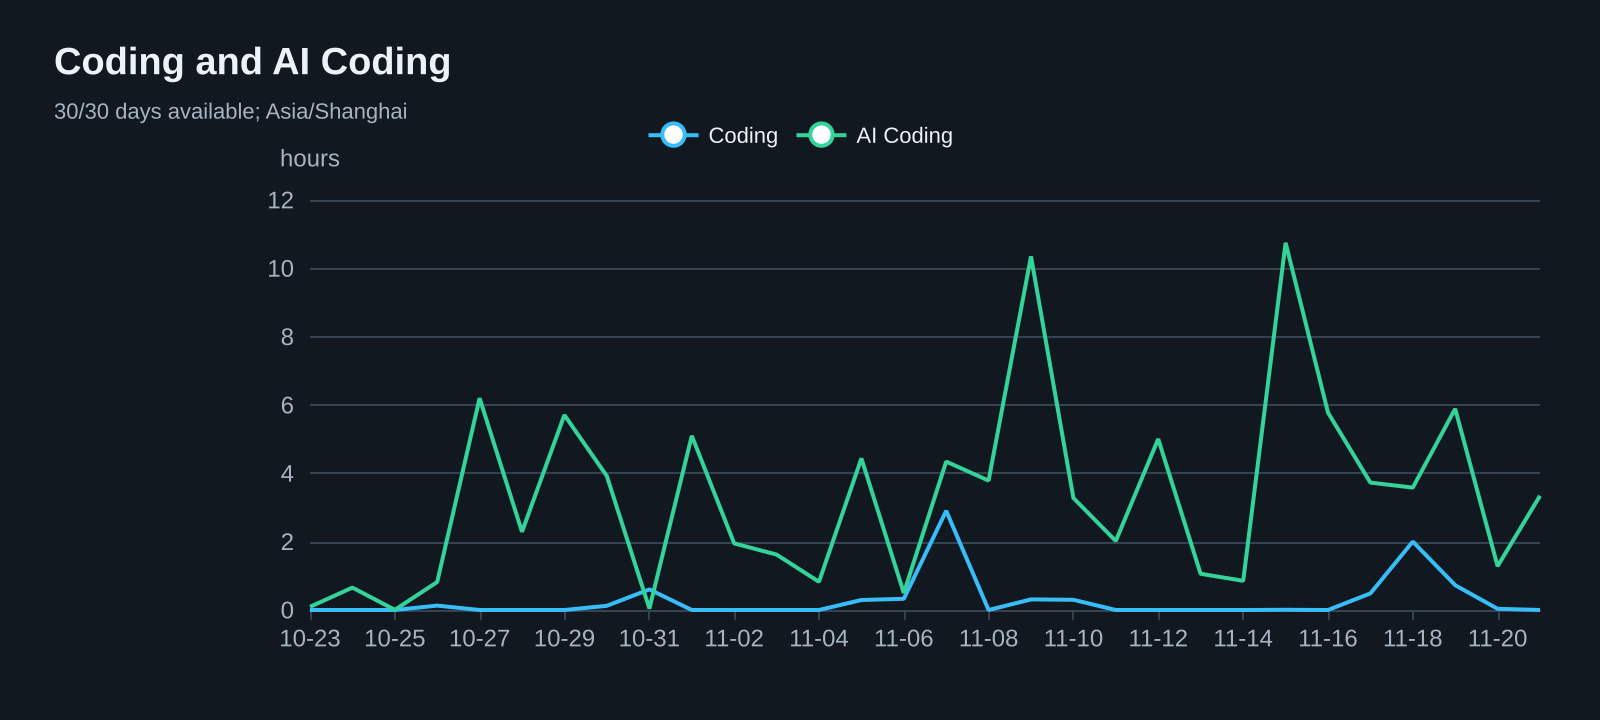 Coding and AI Coding
30/30 days available; Asia/Shanghai
Coding AI Coding
hours
12
10
8
6
4
2
0
10-23 10-25 10-27 10-29 10-31 11-02 11-04 11-06 11-08 11-10 11-12 11-14 11-16 11-18 11-20